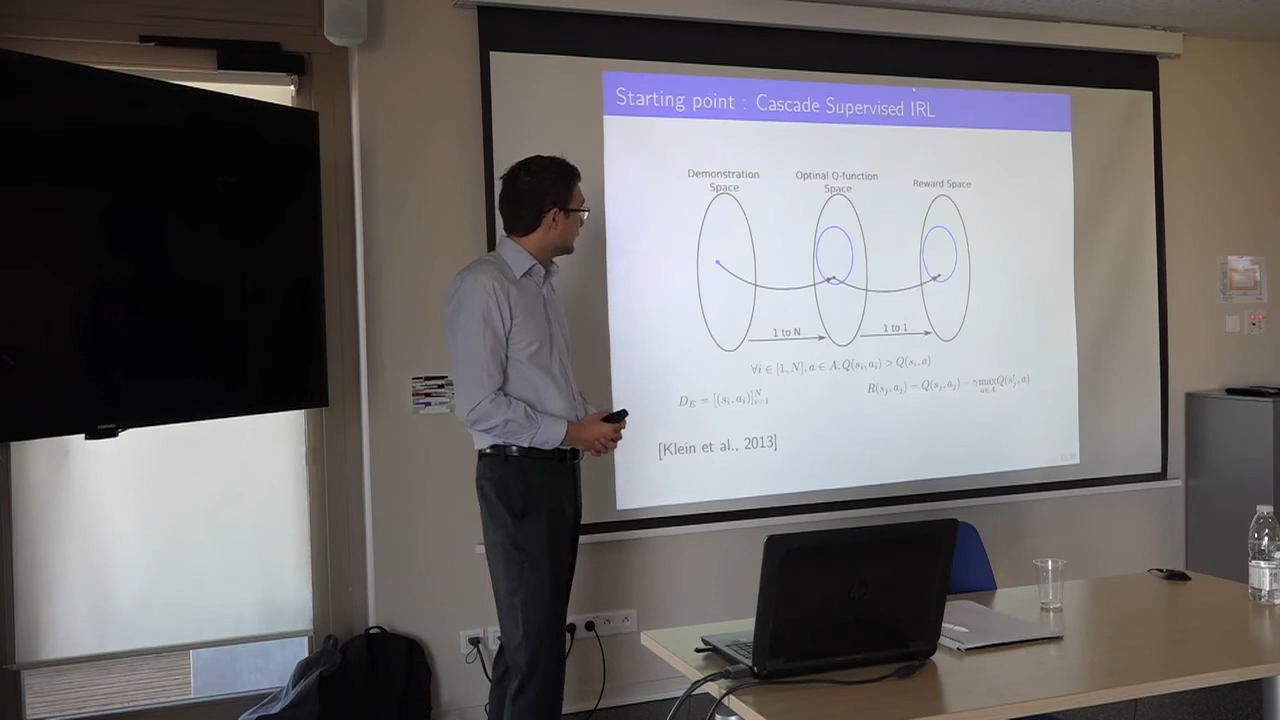 Starting point : Cascade Supervised IRL
Demonstration
Space
Optinal Q-function
Space
Reward Space
1 to N
1 to 1
∀i ∈ [1, N], a ∈ A, Q(s_i, a_i) > Q(s_i, a)
R(s_j, a_j) = Q(s_j, a_j) − γ max_{a∈A} Q(s'_j, a)
D_E = [(s_i, a_i)]_{i=1}^N
[Klein et al., 2013]